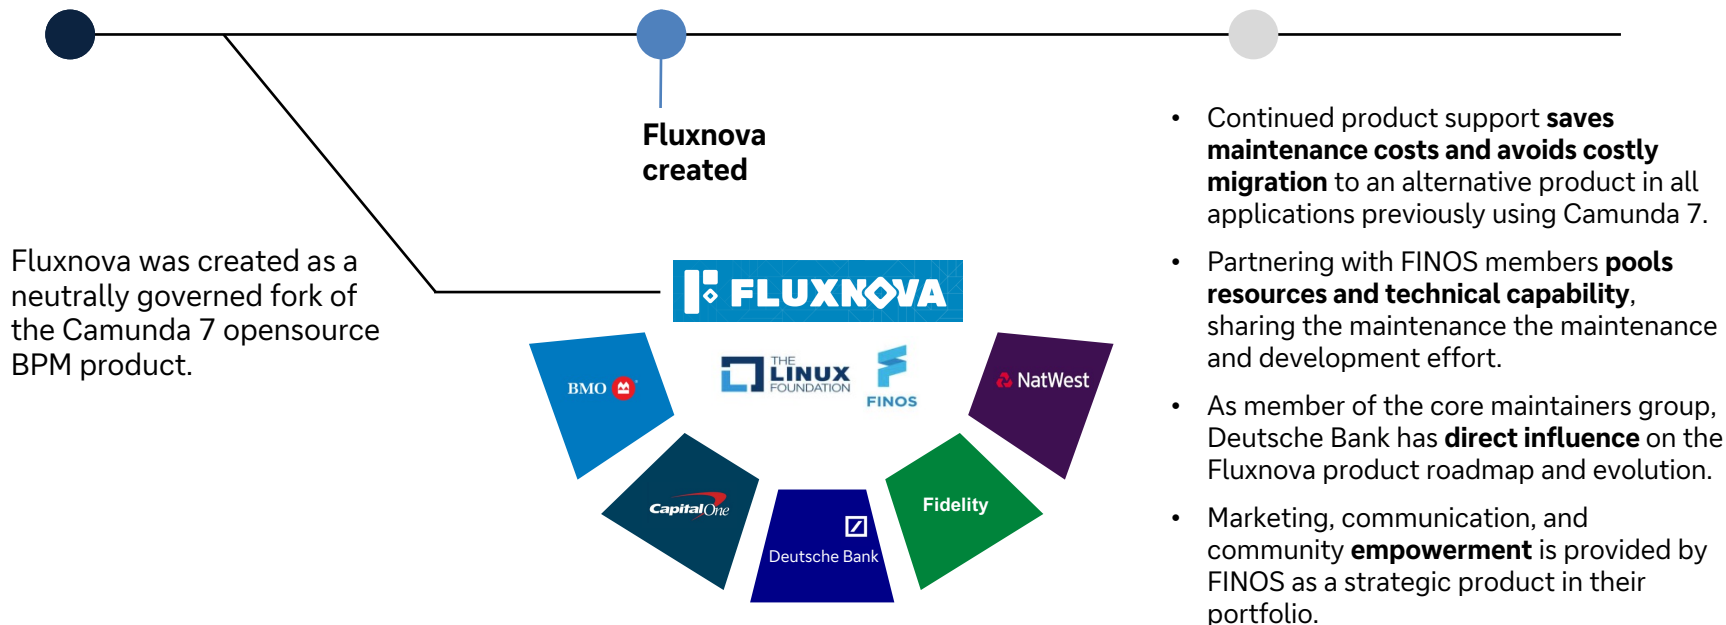 Fluxnova
created
Fluxnova was created as a
neutrally governed fork of
the Camunda 7 opensource
BPM product.
FLUXNOVA
THE
LINUX
FOUNDATION
FINOS
BMO
NatWest
CapitalOne
Fidelity
Deutsche Bank
• Continued product support saves
maintenance costs and avoids costly
migration to an alternative product in all
applications previously using Camunda 7.
• Partnering with FINOS members pools
resources and technical capability,
sharing the maintenance the maintenance
and development effort.
• As member of the core maintainers group,
Deutsche Bank has direct influence on the
Fluxnova product roadmap and evolution.
• Marketing, communication, and
community empowerment is provided by
FINOS as a strategic product in their
portfolio.